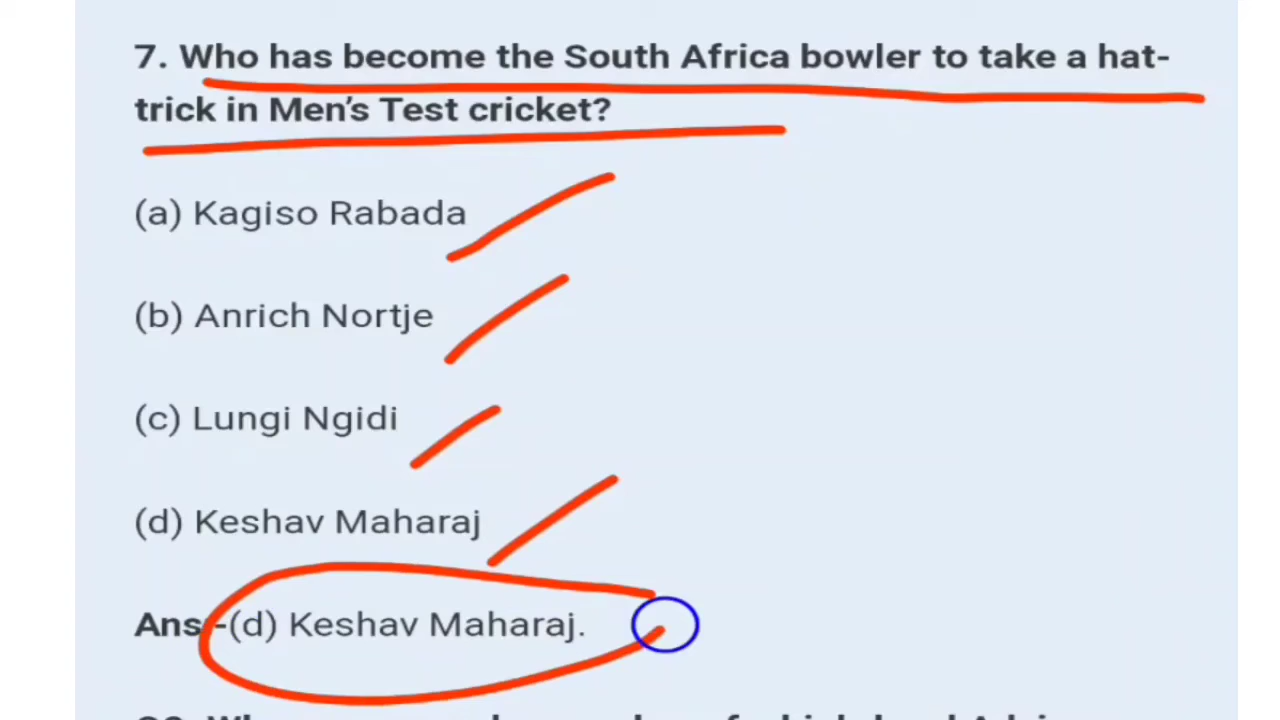 7. Who has become the South Africa bowler to take a hat-
trick in Men's Test cricket?
(a) Kagiso Rabada
(b) Anrich Nortje
(c) Lungi Ngidi
(d) Keshav Maharaj
Ans:-(d) Keshav Maharaj.